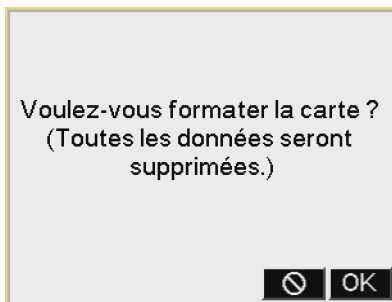 Voulez-vous formater la carte ?
(Toutes les données seront
supprimées.)
OK